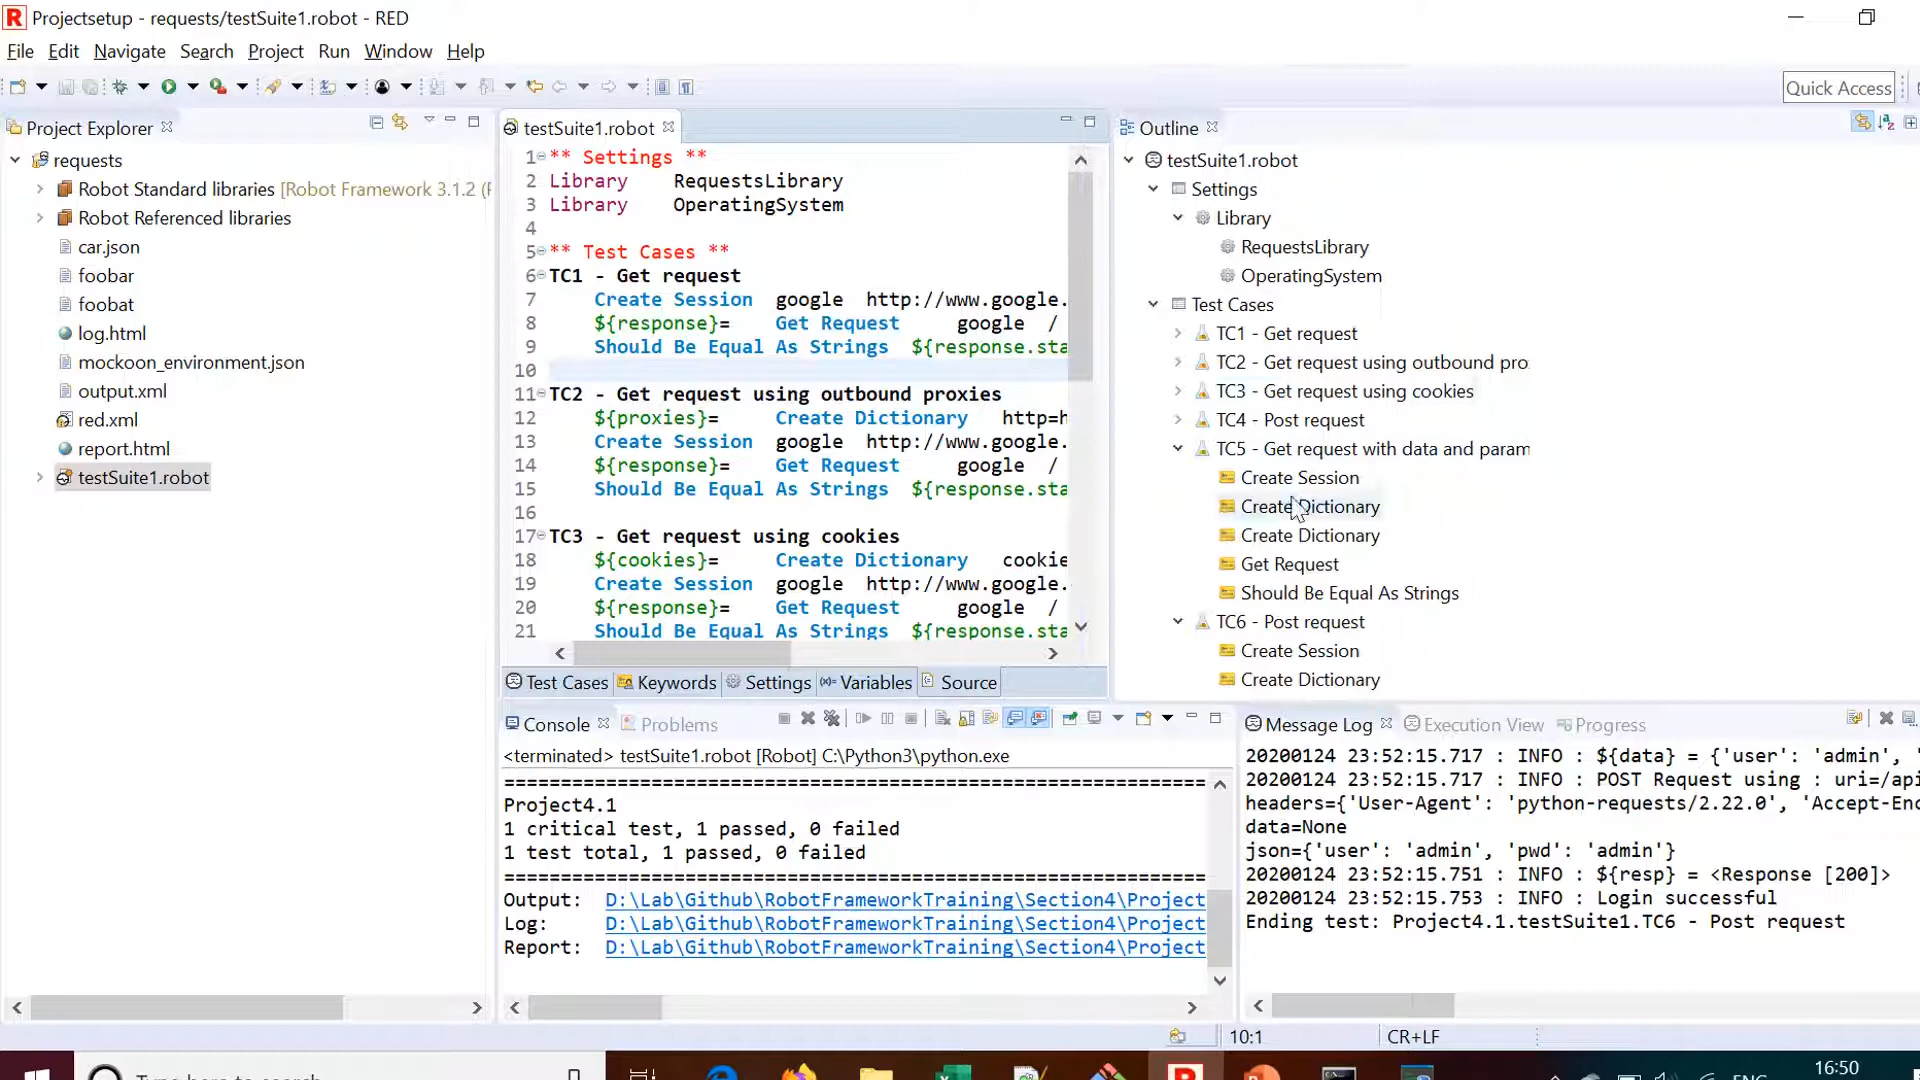 R Projectsetup - requests/testSuite1.robot - RED
File Edit Navigate Search Project Run Window Help
Quick Access
Project Explorer
requests
Robot Standard libraries [Robot Framework 3.1.2 (
Robot Referenced libraries
car.json
foobar
foobat
log.html
mockoon_environment.json
output.xml
red.xml
report.html
testSuite1.robot
testSuite1.robot
1 ** Settings **
2 Library RequestsLibrary
3 Library OperatingSystem
4
5 ** Test Cases **
6 TC1 - Get request
7 Create Session google http://www.google.
8 ${response}= Get Request google /
9 Should Be Equal As Strings ${response.sta
10
11 TC2 - Get request using outbound proxies
12 ${proxies}= Create Dictionary http=h
13 Create Session google http://www.google.
14 ${response}= Get Request google /
15 Should Be Equal As Strings ${response.sta
16
17 TC3 - Get request using cookies
18 ${cookies}= Create Dictionary cookie
19 Create Session google http://www.google.
20 ${response}= Get Request google /
21 Should Be Equal As Strings ${response.sta
Test Cases Keywords Settings Variables Source
Outline
testSuite1.robot
Settings
Library
RequestsLibrary
OperatingSystem
Test Cases
TC1 - Get request
TC2 - Get request using outbound pro
TC3 - Get request using cookies
TC4 - Post request
TC5 - Get request with data and param
Create Session
Create Dictionary
Create Dictionary
Get Request
Should Be Equal As Strings
TC6 - Post request
Create Session
Create Dictionary
Console Problems
<terminated> testSuite1.robot [Robot] C:\Python3\python.exe
Project4.1
1 critical test, 1 passed, 0 failed
1 test total, 1 passed, 0 failed
Output: D:\Lab\Github\RobotFrameworkTraining\Section4\Project
Log: D:\Lab\Github\RobotFrameworkTraining\Section4\Project
Report: D:\Lab\Github\RobotFrameworkTraining\Section4\Project
Message Log Execution View Progress
20200124 23:52:15.717 : INFO : ${data} = {'user': 'admin', '
20200124 23:52:15.717 : INFO : POST Request using : uri=/api
headers={'User-Agent': 'python-requests/2.22.0', 'Accept-Enc
data=None
json={'user': 'admin', 'pwd': 'admin'}
20200124 23:52:15.751 : INFO : ${resp} = <Response [200]>
20200124 23:52:15.753 : INFO : Login successful
Ending test: Project4.1.testSuite1.TC6 - Post request
10:1 CR+LF
Type here to search
16:50